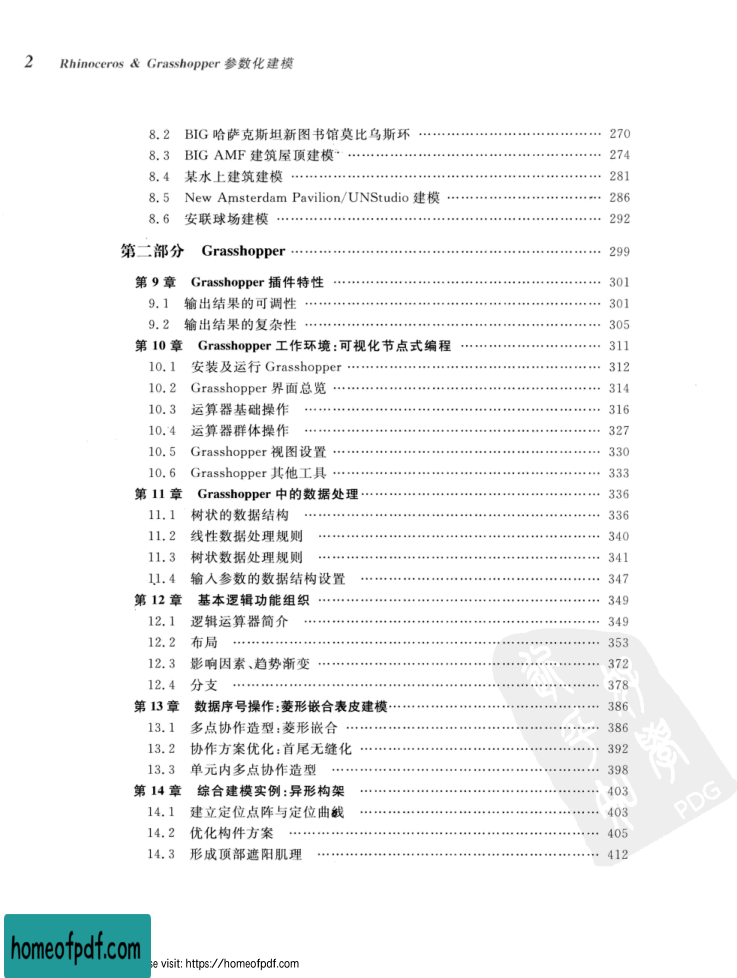 2 Rhinoceros & Grasshopper 参数化建模
8.2 BIG 哈萨克斯坦新图书馆莫比乌斯环 …………………………………… 270
8.3 BIG AMF 建筑屋顶建模 …………………………………… 274
8.4 某水上建筑建模 …………………………………… 281
8.5 New Amsterdam Pavilion/UNStudio 建模 …………………………………… 286
8.6 安联球场建模 …………………………………… 292
第二部分 Grasshopper …………………………………… 299
第 9 章 Grasshopper 插件特性 …………………………………… 301
9.1 输出结果的可调性 …………………………………… 301
9.2 输出结果的复杂性 …………………………………… 305
第 10 章 Grasshopper 工作环境:可视化节点式编程 …………………………………… 311
10.1 安装及运行 Grasshopper …………………………………… 312
10.2 Grasshopper 界面总览 …………………………………… 314
10.3 运算器基础操作 …………………………………… 316
10.4 运算器群体操作 …………………………………… 327
10.5 Grasshopper 视图设置 …………………………………… 330
10.6 Grasshopper 其他工具 …………………………………… 333
第 11 章 Grasshopper 中的数据处理 …………………………………… 336
11.1 树状的数据结构 …………………………………… 336
11.2 线性数据处理规则 …………………………………… 340
11.3 树状数据处理规则 …………………………………… 341
11.4 输入参数的数据结构设置 …………………………………… 347
第 12 章 基本逻辑功能组织 …………………………………… 349
12.1 逻辑运算器简介 …………………………………… 349
12.2 布局 …………………………………… 353
12.3 影响因素、趋势渐变 …………………………………… 372
12.4 分支 …………………………………… 378
第 13 章 数据序号操作:菱形嵌合表皮建模 …………………………………… 386
13.1 多点协作造型:菱形嵌合 …………………………………… 386
13.2 协作方案优化:首尾无缝化 …………………………………… 392
13.3 单元内多点协作造型 …………………………………… 398
第 14 章 综合建模实例:异形构架 …………………………………… 403
14.1 建立定位点阵与定位曲线 …………………………………… 403
14.2 优化构件方案 …………………………………… 405
14.3 形成顶部遮阳肌理 …………………………………… 412
PDG
homeofpdf.com
se visit: https://homeofpdf.com